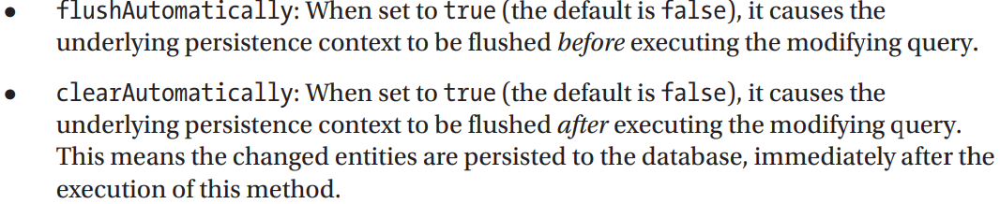 • flushAutomatically: When set to true (the default is false), it causes the
underlying persistence context to be flushed before executing the modifying query.
• clearAutomatically: When set to true (the default is false), it causes the
underlying persistence context to be flushed after executing the modifying query.
This means the changed entities are persisted to the database, immediately after the
execution of this method.